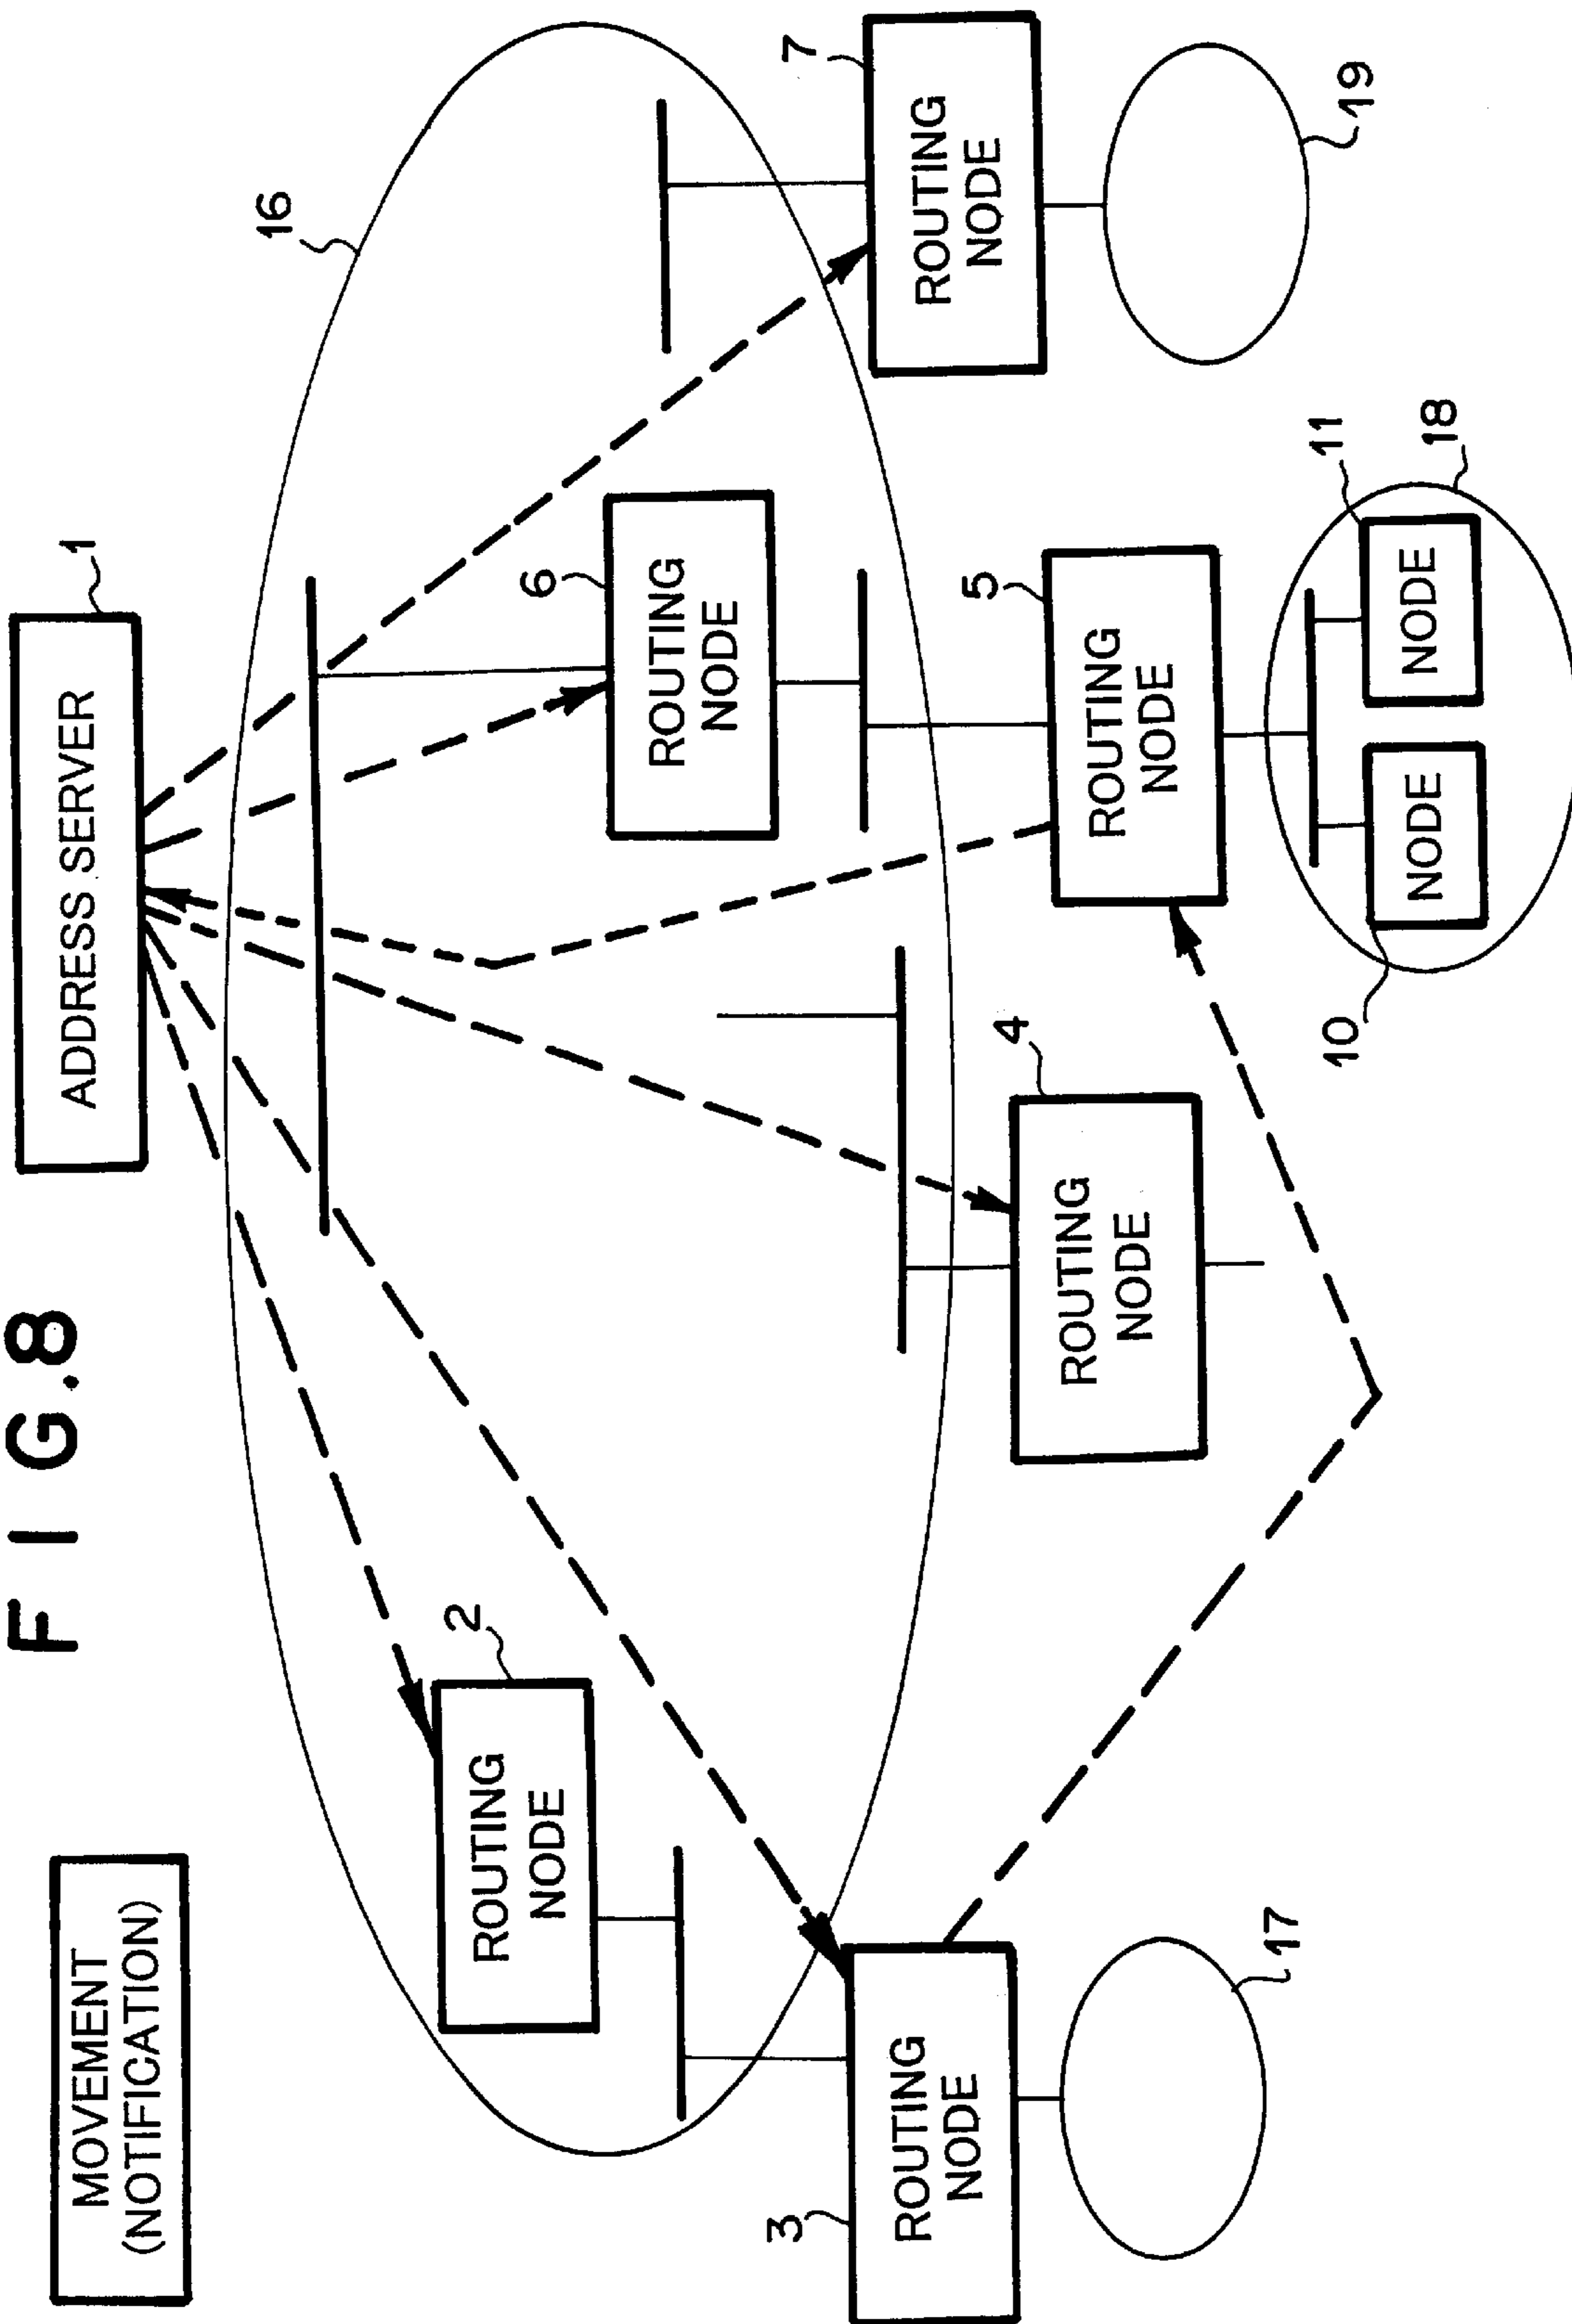 FIG.8
MOVEMENT
(NOTIFICATION)
ADDRESS SERVER
1
16
2
ROUTING
NODE
6
ROUTING
NODE
7
ROUTING
NODE
3
ROUTING
NODE
4
ROUTING
NODE
5
ROUTING
NODE
17
10
NODE
11
NODE
18
19